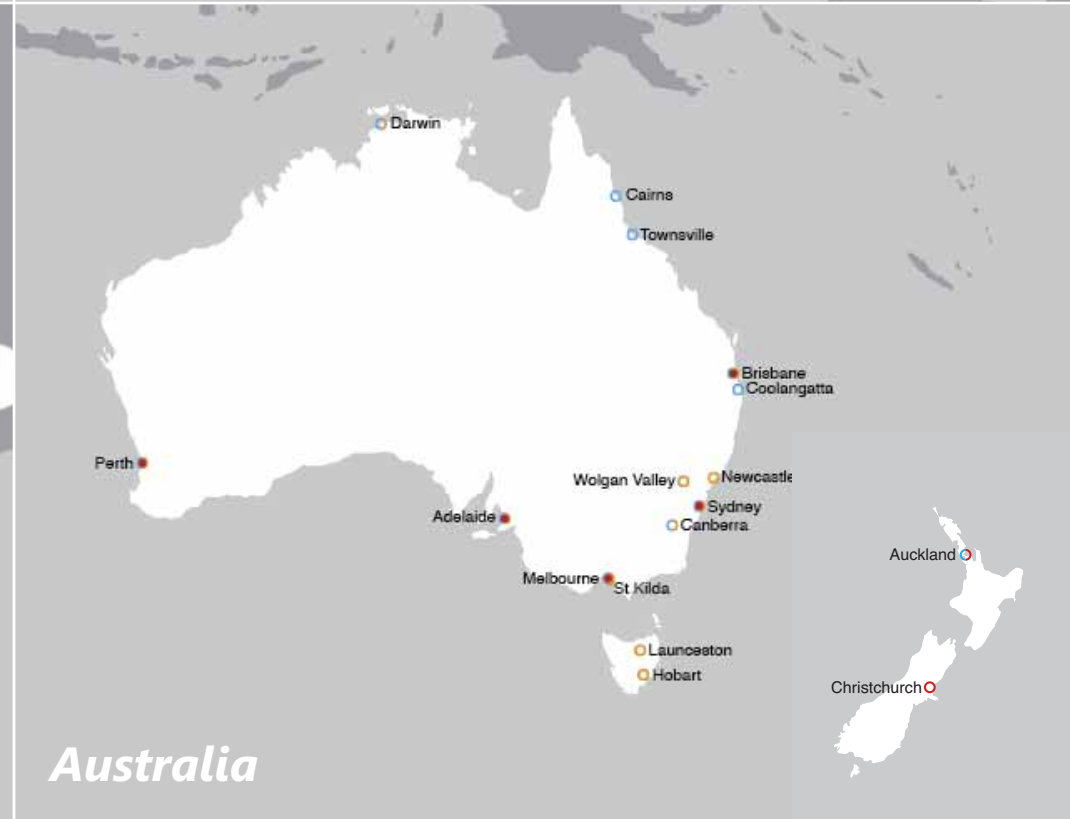 Darwin
Cairns
Townsville
Brisbane
Coolangatta
Perth
Wolgan Valley
Newcastle
Sydney
Adelaide
Canberra
Melbourne
St Kilda
Launceston
Hobart
Auckland
Christchurch
Australia